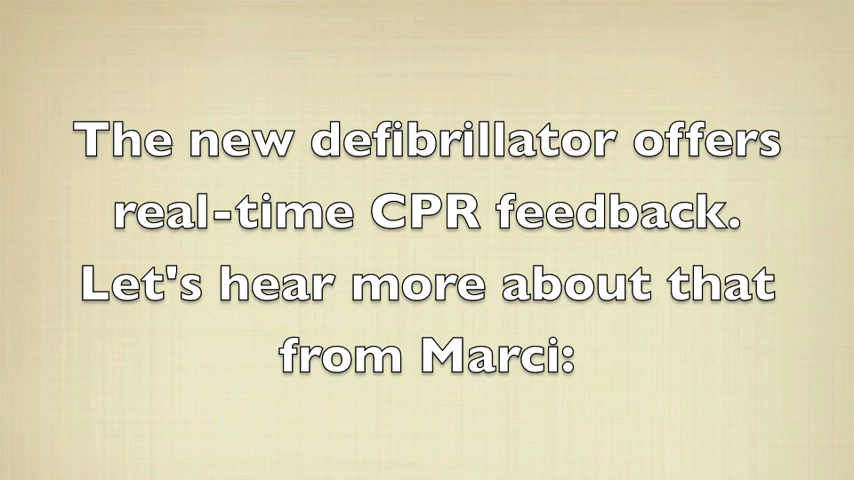 The new defibrillator offers
real-time CPR feedback.
Let's hear more about that
from Marci: